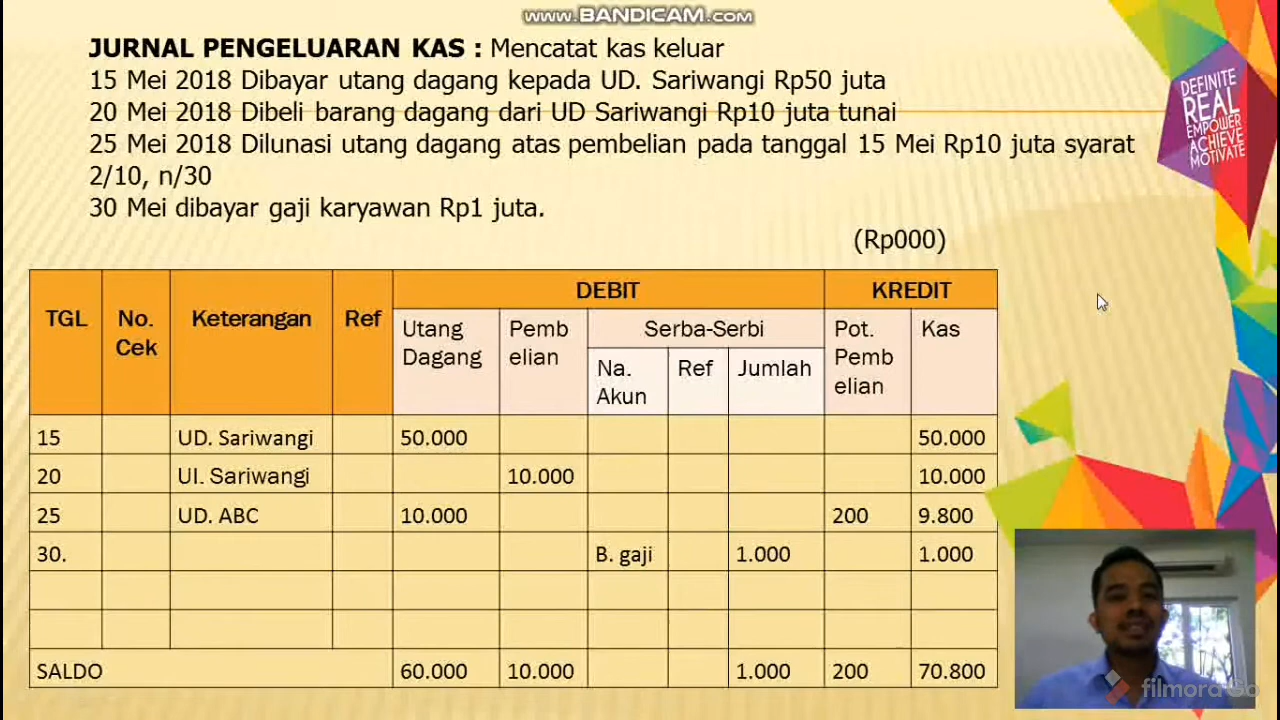 www.BANDICAM.com
JURNAL PENGELUARAN KAS : Mencatat kas keluar
15 Mei 2018 Dibayar utang dagang kepada UD. Sariwangi Rp50 juta
20 Mei 2018 Dibeli barang dagang dari UD Sariwangi Rp10 juta tunai
25 Mei 2018 Dilunasi utang dagang atas pembelian pada tanggal 15 Mei Rp10 juta syarat
2/10, n/30
30 Mei dibayar gaji karyawan Rp1 juta.
(Rp000)
DEFINITE
REAL
EMPOWER
ACHIEVE
MOTIVATE
TGL No. Cek Keterangan Ref DEBIT KREDIT
Utang Dagang Pemb elian Serba-Serbi Pot. Pemb elian Kas
Na. Akun Ref Jumlah
15 UD. Sariwangi 50.000 50.000
20 UI. Sariwangi 10.000 10.000
25 UD. ABC 10.000 200 9.800
30. B. gaji 1.000 1.000
SALDO 60.000 10.000 1.000 200 70.800
filmoraGo